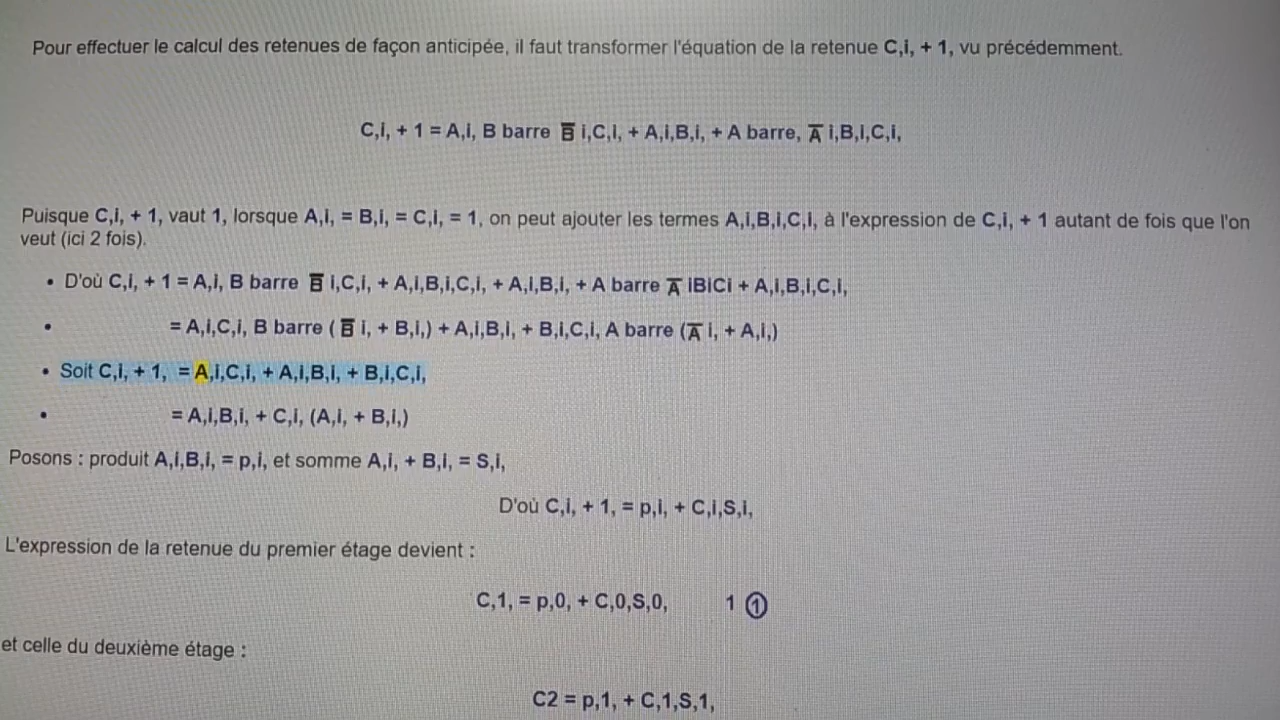 Pour effectuer le calcul des retenues de façon anticipée, il faut transformer l'équation de la retenue C,i, + 1, vu précédemment.
C,i, + 1 = A,i, B barre B̅ i,C,i, + A,i,B,i, + A barre, A̅ i,B,i,C,i,
Puisque C,i, + 1, vaut 1, lorsque A,i, = B,i, = C,i, = 1, on peut ajouter les termes A,i,B,i,C,i, à l'expression de C,i, + 1 autant de fois que l'on
veut (ici 2 fois).
• D'où C,i, + 1 = A,i, B barre B̅ i,C,i, + A,i,B,i,C,i, + A,i,B,i, + A barre A̅ iBiCi + A,i,B,i,C,i,
• = A,i,C,i, B barre ( B̅ i, + B,i,) + A,i,B,i, + B,i,C,i, A barre (A̅ i, + A,i,)
• Soit C,i, + 1, = A,i,C,i, + A,i,B,i, + B,i,C,i,
• = A,i,B,i, + C,i, (A,i, + B,i,)
Posons : produit A,i,B,i, = p,i, et somme A,i, + B,i, = S,i,
D'où C,i, + 1, = p,i, + C,i,S,i,
L'expression de la retenue du premier étage devient :
C,1, = p,0, + C,0,S,0, 1 ①
et celle du deuxième étage :
C2 = p,1, + C,1,S,1,